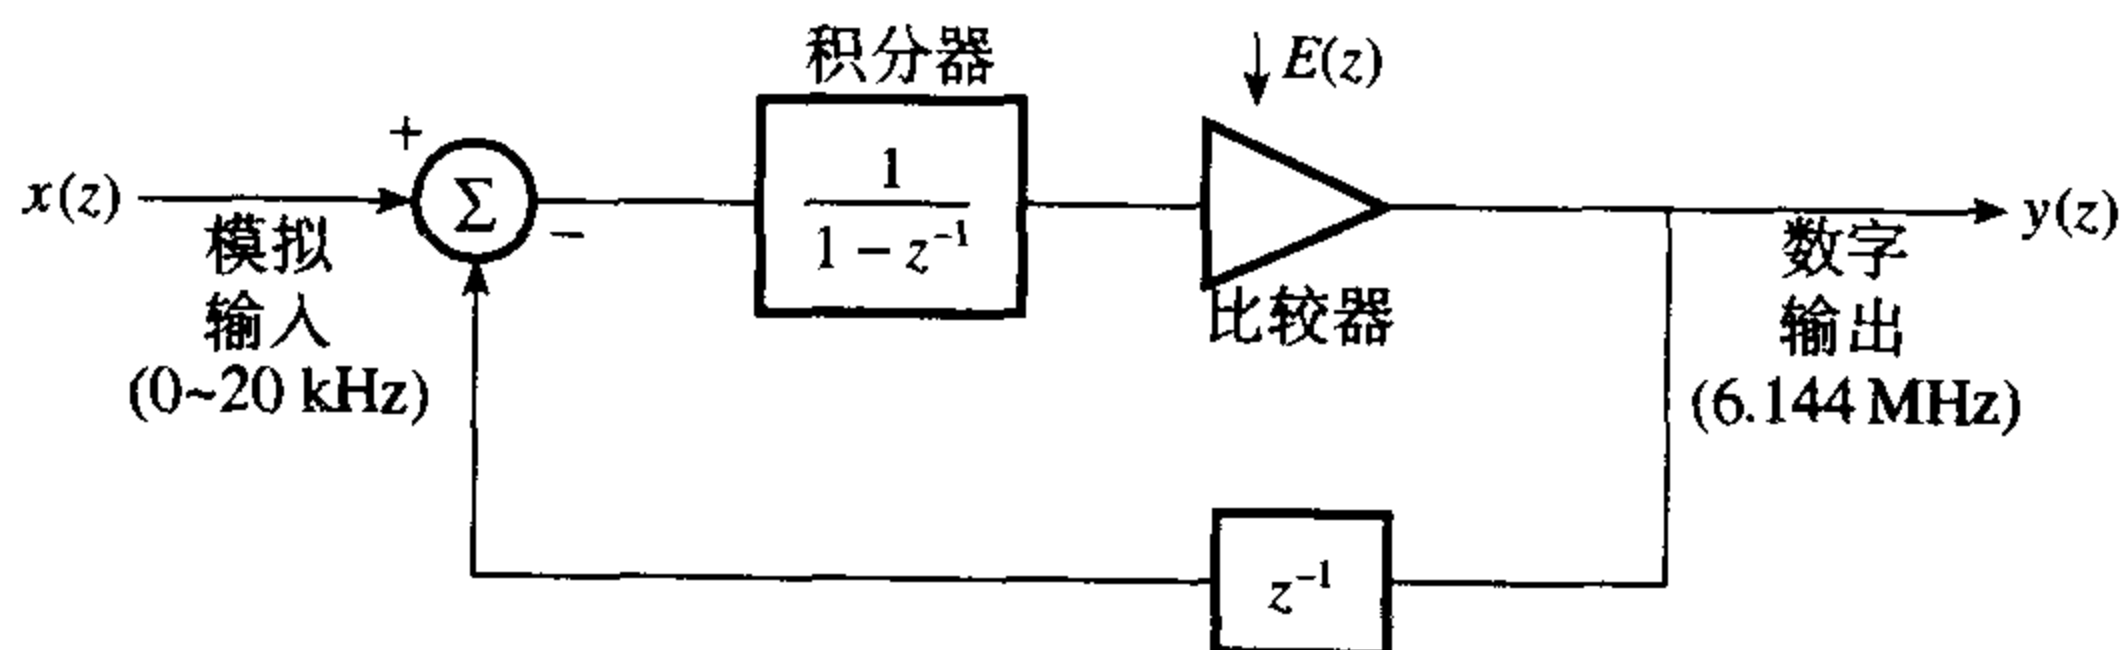 积分器
↓ E(z)
+
x(z)
Σ
−
1
1 − z⁻¹
y(z)
模拟
输入
(0~20 kHz)
比较器
数字
输出
(6.144 MHz)
z⁻¹